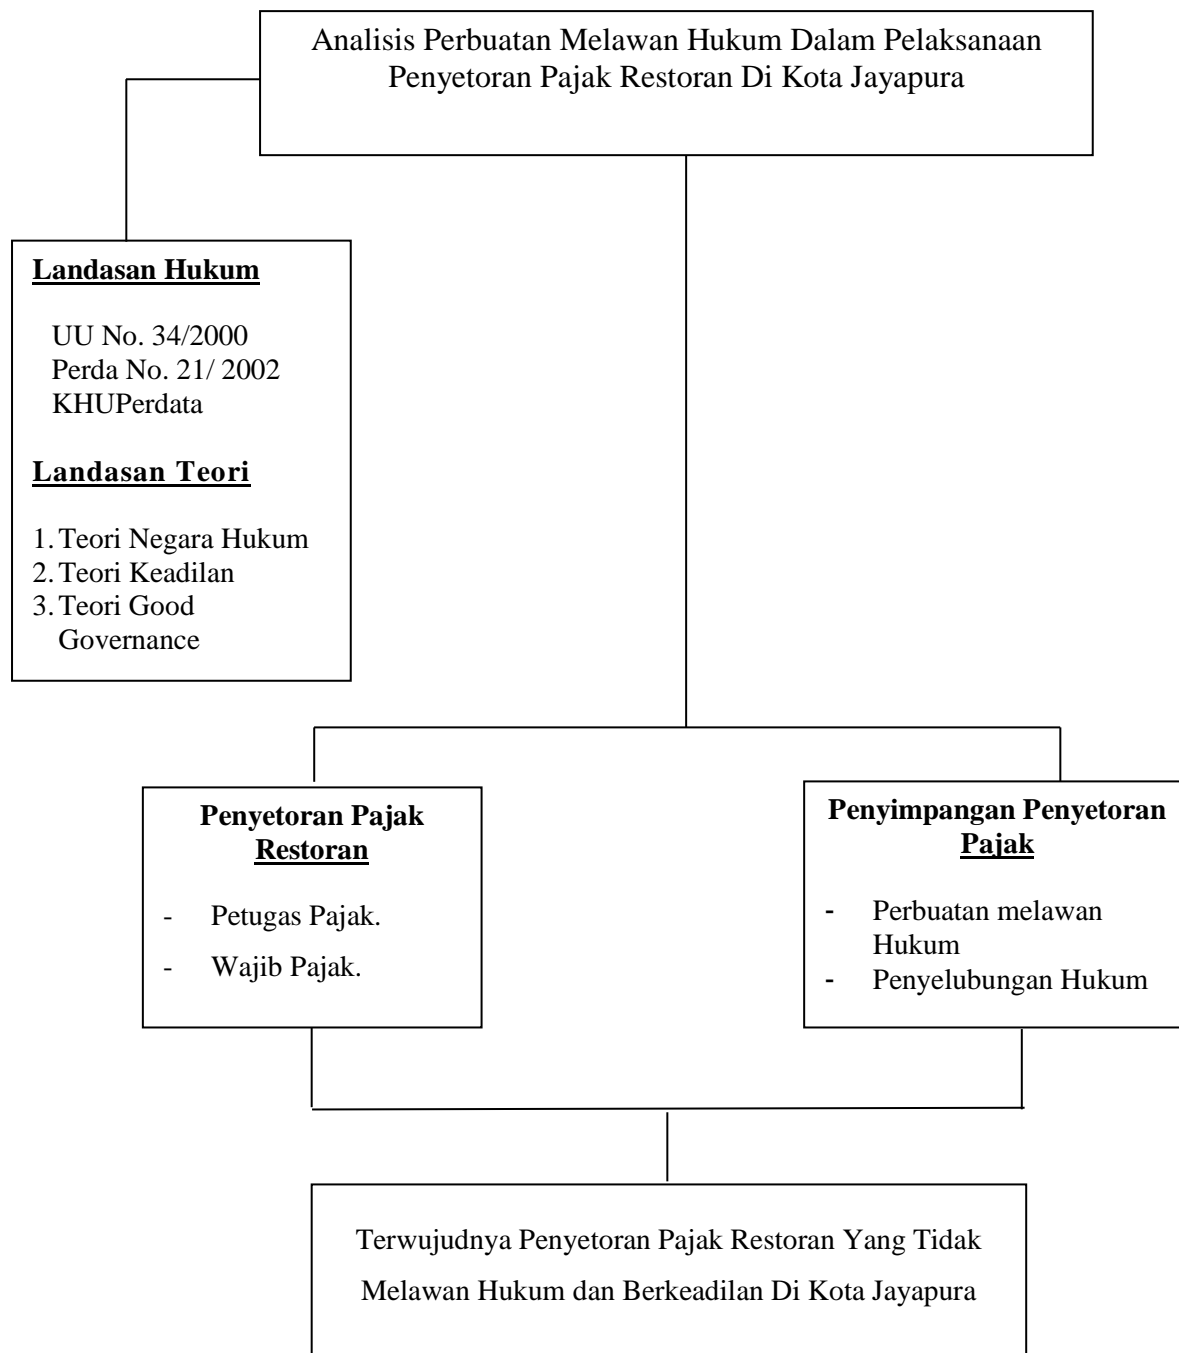 Analisis Perbuatan Melawan Hukum Dalam Pelaksanaan
Penyetoran Pajak Restoran Di Kota Jayapura
Landasan Hukum
UU No. 34/2000
Perda No. 21/ 2002
KHUPerdata
Landasan Teori
1. Teori Negara Hukum
2. Teori Keadilan
3. Teori Good
Governance
Penyetoran Pajak
Restoran
- Petugas Pajak.
- Wajib Pajak.
Penyimpangan Penyetoran
Pajak
- Perbuatan melawan
Hukum
- Penyelubungan Hukum
Terwujudnya Penyetoran Pajak Restoran Yang Tidak
Melawan Hukum dan Berkeadilan Di Kota Jayapura